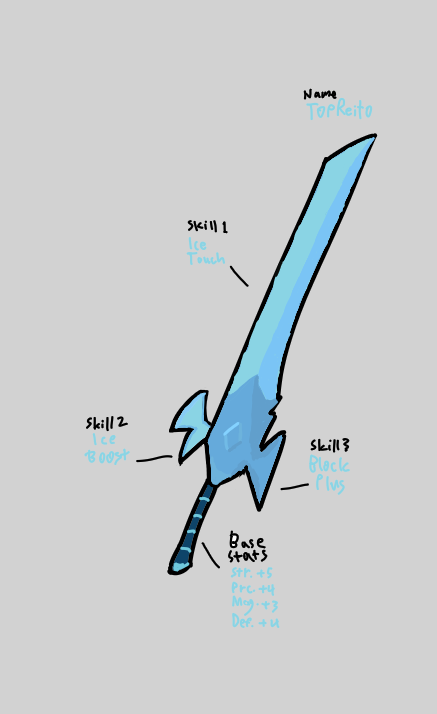 Name
TopReito
Skill 1
Ice
Touch
Skill 2
Ice
Boost
Skill 3
Block
Plus
Base
Stats
Str. +5
Prc. +4
Mig. +3
Def. +4